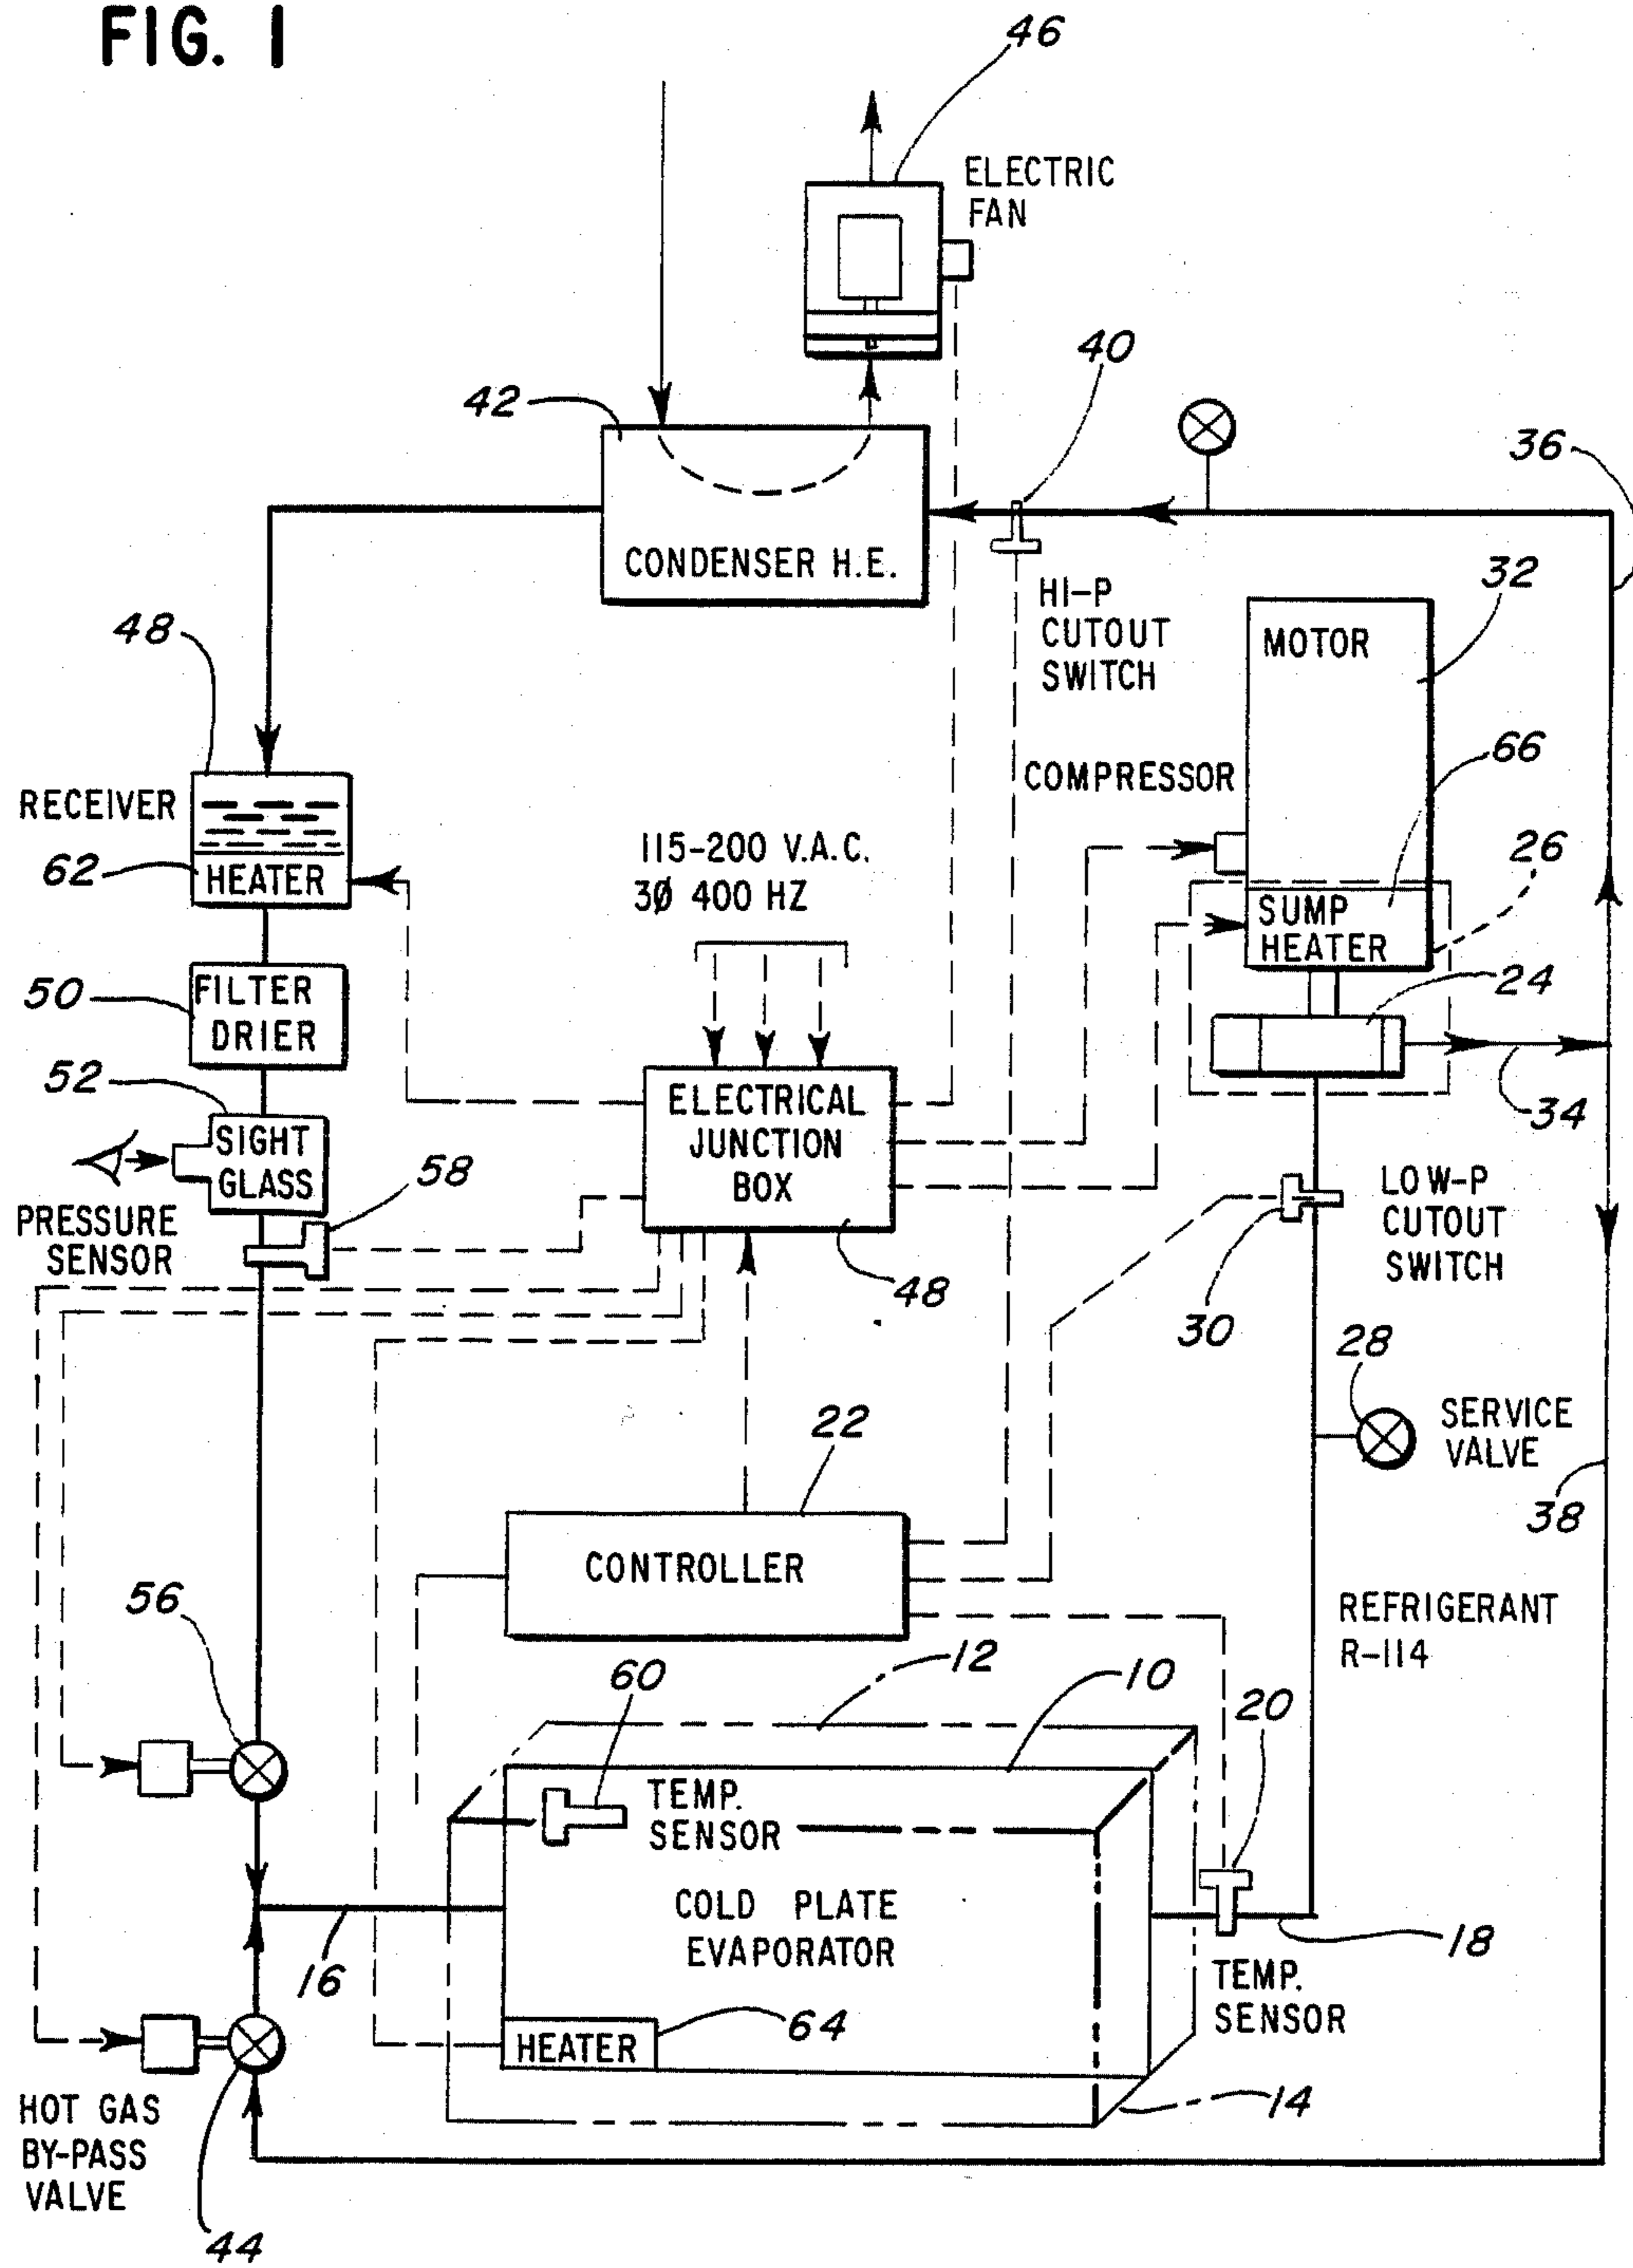 FIG. 1
46
ELECTRIC
FAN
40
42
36
CONDENSER H.E.
HI-P
CUTOUT
SWITCH
32
MOTOR
48
66
COMPRESSOR
RECEIVER
62
HEATER
115-200 V.A.C.
3Ø 400 HZ
26
SUMP
HEATER
24
50
FILTER
DRIER
34
52
SIGHT
GLASS
ELECTRICAL
JUNCTION
BOX
58
PRESSURE
SENSOR
LOW-P
CUTOUT
SWITCH
48
30
28
SERVICE
VALVE
22
38
CONTROLLER
56
REFRIGERANT
R-114
12
10
60
20
TEMP.
SENSOR
COLD PLATE
EVAPORATOR
18
16
TEMP.
SENSOR
64
HEATER
14
HOT GAS
BY-PASS
VALVE
44